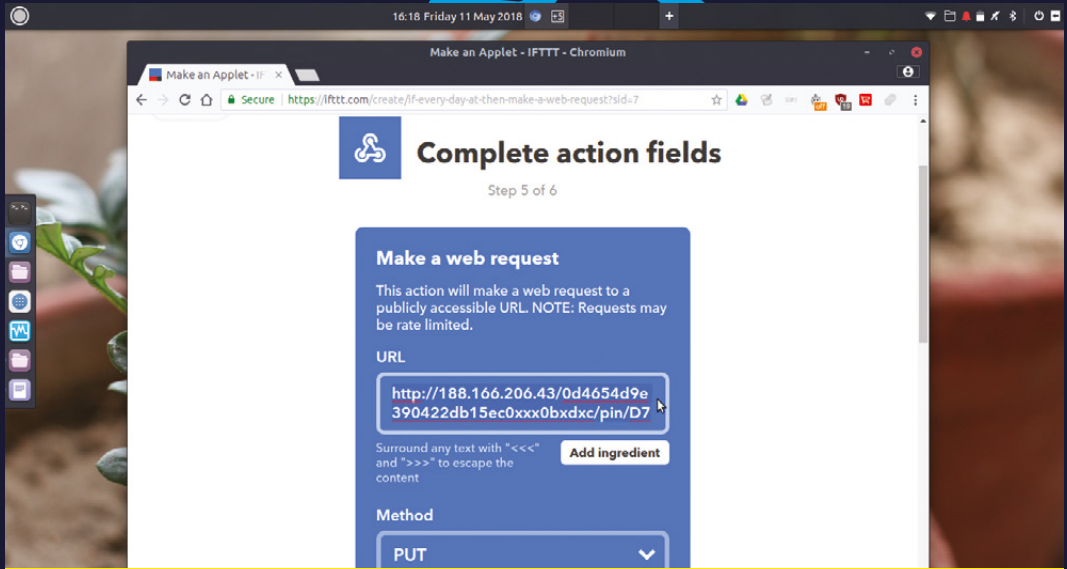 16:18 Friday 11 May 2018
Make an Applet - IFTTT - Chromium
Make an Applet - IF
Secure https://ifttt.com/create/if-every-day-at-then-make-a-web-request?sid=7
Complete action fields
Step 5 of 6
Make a web request
This action will make a web request to a
publicly accessible URL. NOTE: Requests may
be rate limited.
URL
http://188.166.206.43/0d4654d9e
390422db15ec0xxx0bxdxc/pin/D7
Surround any text with "<<<"
and ">>>" to escape the
content
Add ingredient
Method
PUT